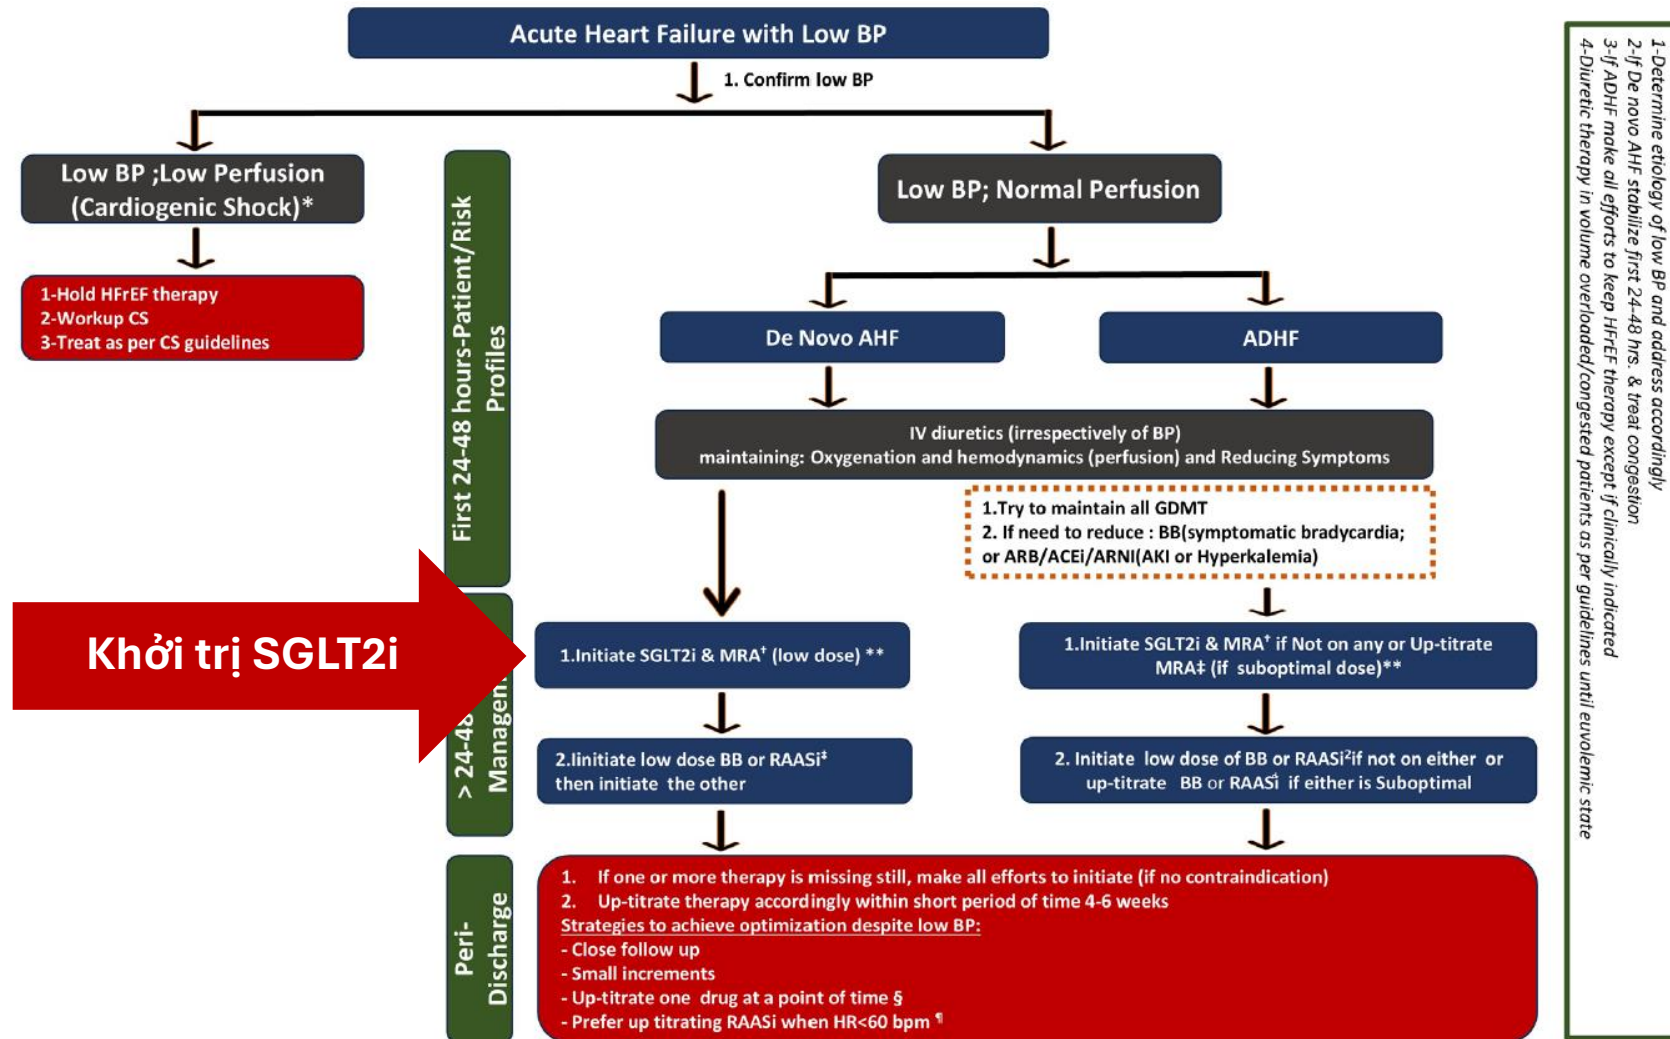 Acute Heart Failure with Low BP
1. Confirm low BP
Low BP ;Low Perfusion
(Cardiogenic Shock)*
Low BP; Normal Perfusion
1-Hold HFrEF therapy
2-Workup CS
3-Treat as per CS guidelines
First 24-48 hours-Patient/Risk
Profiles
De Novo AHF
ADHF
IV diuretics (irrespectively of BP)
maintaining: Oxygenation and hemodynamics (perfusion) and Reducing Symptoms
1.Try to maintain all GDMT
2. If need to reduce : BB(symptomatic bradycardia;
or ARB/ACEi/ARNI(AKI or Hyperkalemia)
Khởi trị SGLT2i
> 24-48
Managemen
1.Initiate SGLT2i & MRA† (low dose) **
1.Initiate SGLT2i & MRA† if Not on any or Up-titrate
MRA‡ (if suboptimal dose)**
2.Iinitiate low dose BB or RAASi‡
then initiate the other
2. Initiate low dose of BB or RAASi²if not on either or
up-titrate BB or RAASi if either is Suboptimal
Peri-
Discharge
1. If one or more therapy is missing still, make all efforts to initiate (if no contraindication)
2. Up-titrate therapy accordingly within short period of time 4-6 weeks
Strategies to achieve optimization despite low BP:
- Close follow up
- Small increments
- Up-titrate one drug at a point of time §
- Prefer up titrating RAASi when HR<60 bpm ¶
1-Determine etiology of low BP and address accordingly
2-If De novo AHF stabilize first 24-48 hrs. & treat congestion
3-If ADHF make all efforts to keep HFrEF therapy except if clinically indicated
4-Diuretic therapy in volume overloaded/congested patients as per guidelines until euvolemic state